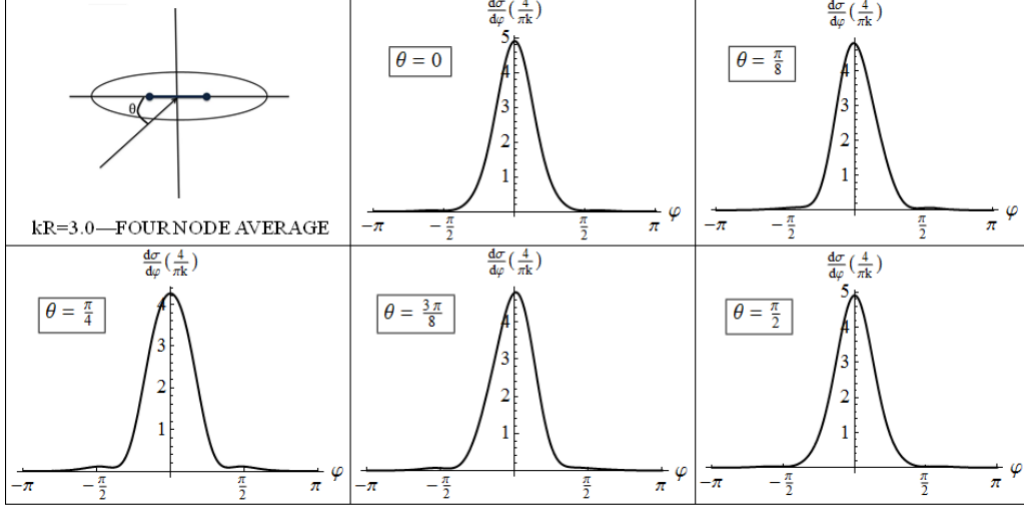 θ
kR=3.0—FOUR NODE AVERAGE
dσ/dφ (4/πk)
θ = 0
5
4
3
2
1
−π
−π/2
π/2
π
φ
dσ/dφ (4/πk)
θ = π/8
4
3
2
1
−π
−π/2
π/2
π
φ
dσ/dφ (4/πk)
θ = π/4
4
3
2
1
−π
−π/2
π/2
π
φ
dσ/dφ (4/πk)
θ = 3π/8
4
3
2
1
−π
−π/2
π/2
π
φ
dσ/dφ (4/πk)
θ = π/2
5
4
3
2
1
−π
−π/2
π/2
π
φ